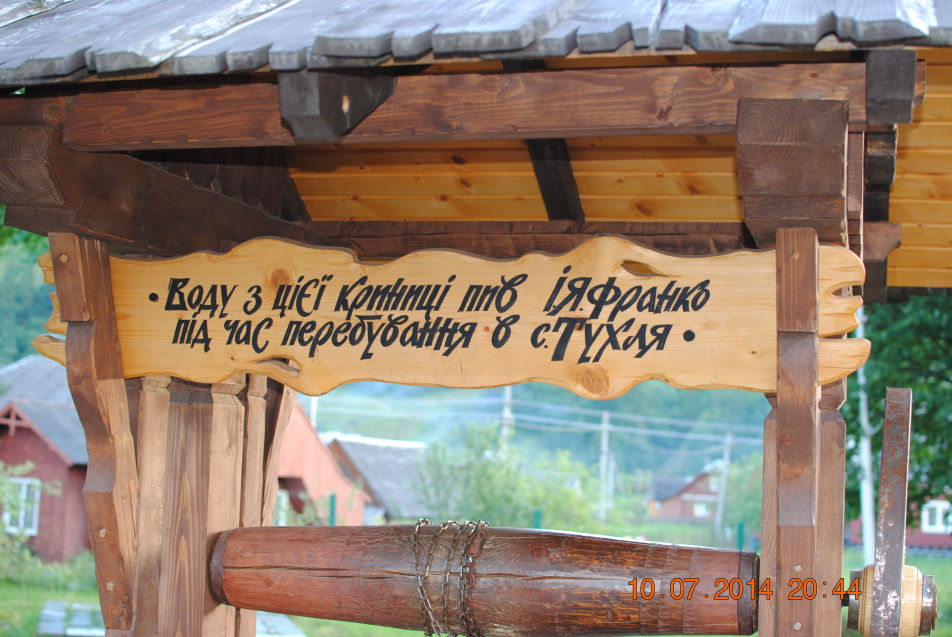 • Воду з цієї криниці пив І.Я.Франко
під час перебування в с.Тухля •
10.07.2014 20:44